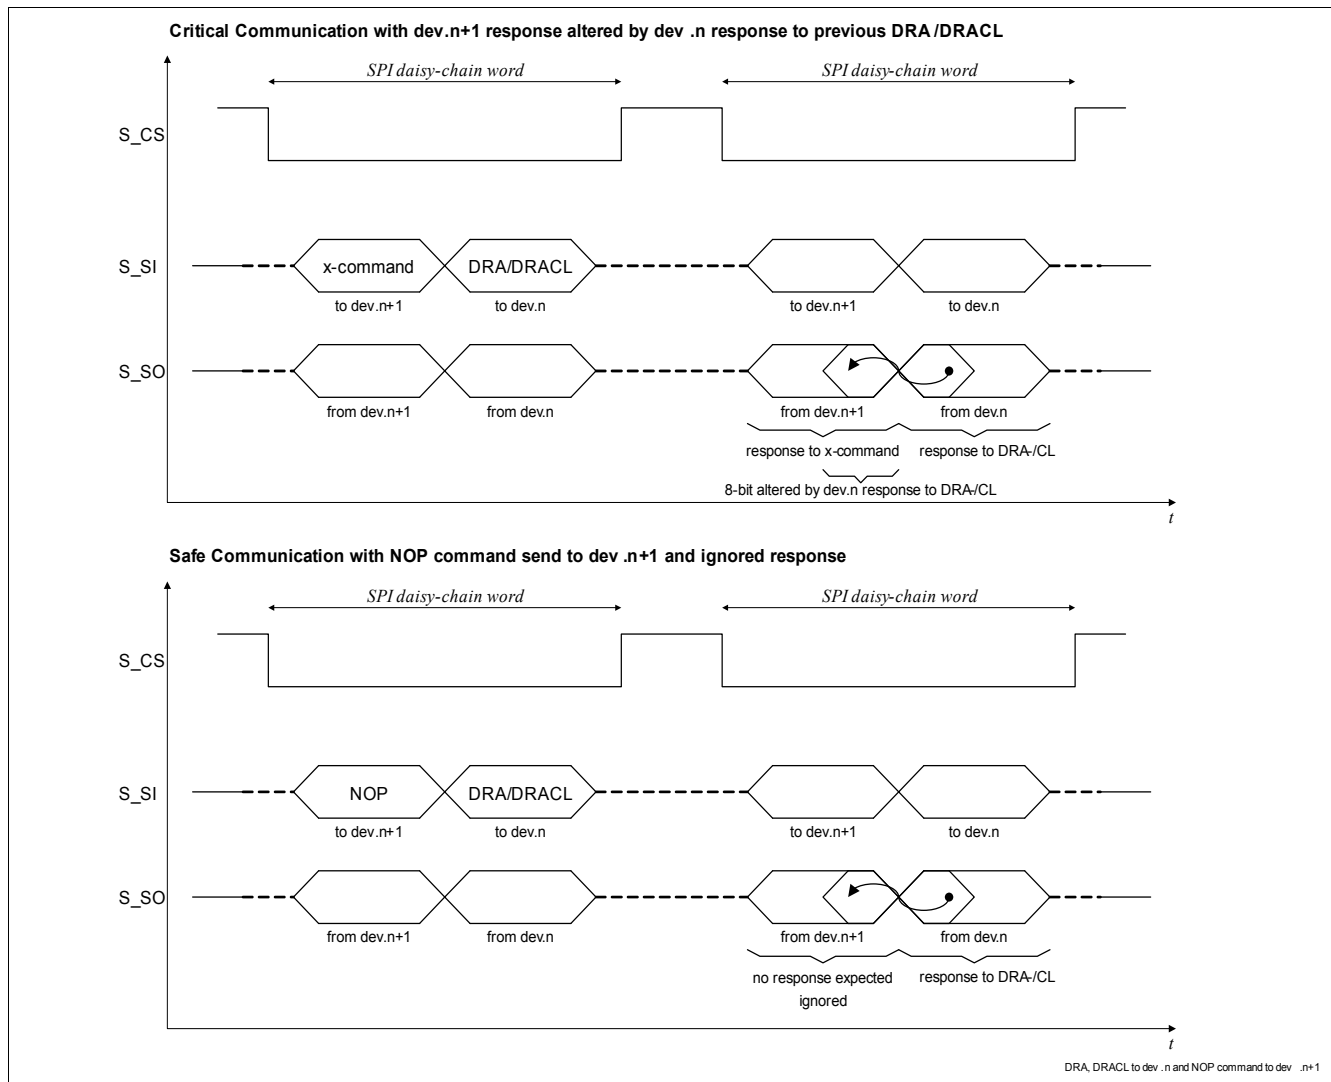 Critical Communication with dev.n+1 response altered by dev .n response to previous DRA/DRACL
SPI daisy-chain word SPI daisy-chain word
S_CS
S_SI x-command DRA/DRACL
to dev.n+1 to dev.n to dev.n+1 to dev.n
S_SO
from dev.n+1 from dev.n from dev.n+1 from dev.n
response to x-command response to DRA-/CL
8-bit altered by dev.n response to DRA-/CL
t
Safe Communication with NOP command send to dev .n+1 and ignored response
SPI daisy-chain word SPI daisy-chain word
S_CS
S_SI NOP DRA/DRACL
to dev.n+1 to dev.n to dev.n+1 to dev.n
S_SO
from dev.n+1 from dev.n from dev.n+1 from dev.n
no response expected response to DRA-/CL
ignored
t
DRA, DRACL to dev .n and NOP command to dev .n+1